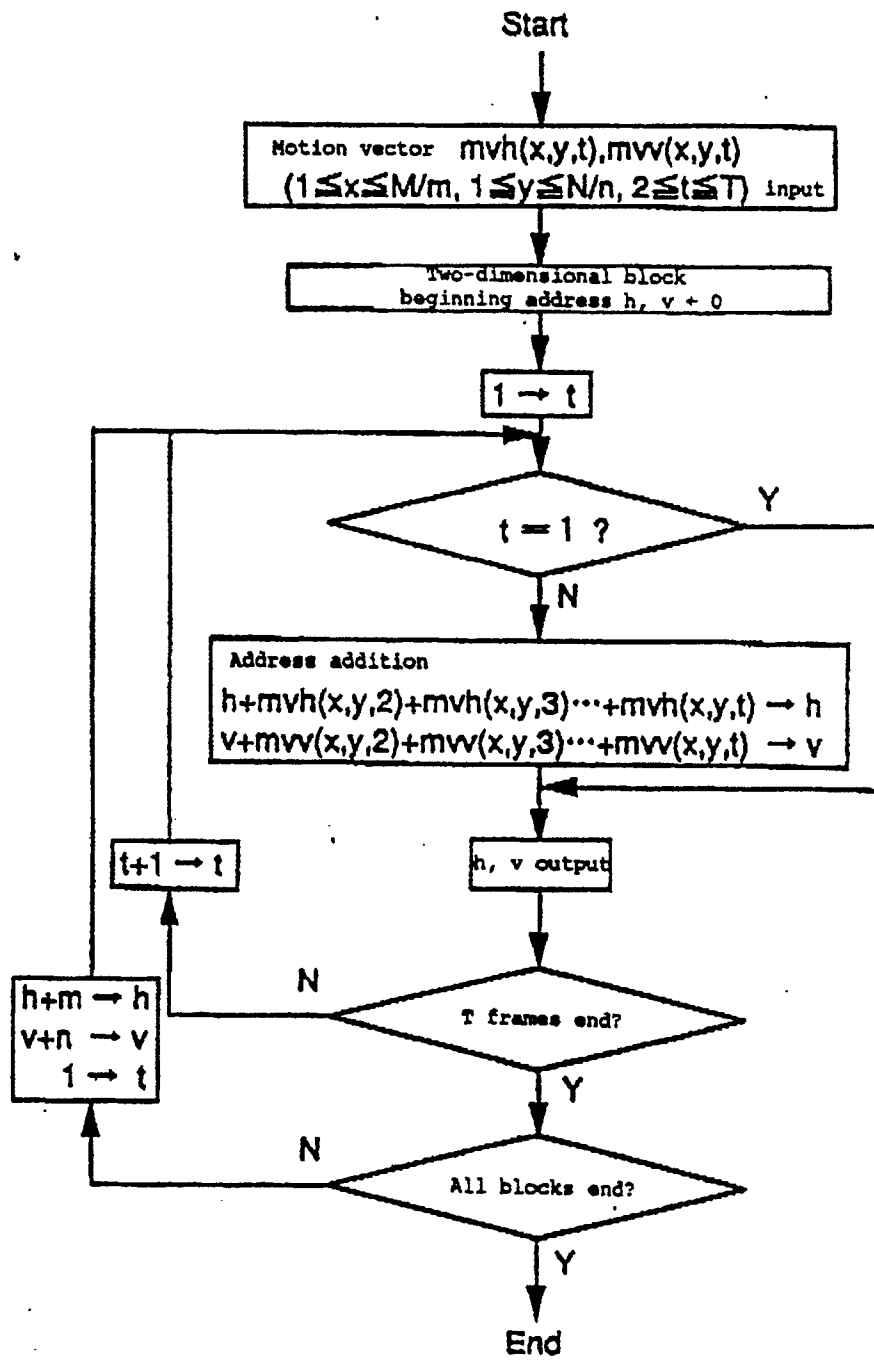 Start
Motion vector mvh(x,y,t),mvv(x,y,t)
(1≦x≦M/m, 1≦y≦N/n, 2≦t≦T) input
Two-dimensional block
beginning address h, v + 0
1 → t
t = 1 ?
Y
N
Address addition
h+mvh(x,y,2)+mvh(x,y,3)⋯+mvh(x,y,t) → h
v+mvv(x,y,2)+mvv(x,y,3)⋯+mvv(x,y,t) → v
t+1 → t
h, v output
h+m → h
v+n → v
1 → t
N
T frames end?
Y
N
All blocks end?
Y
End